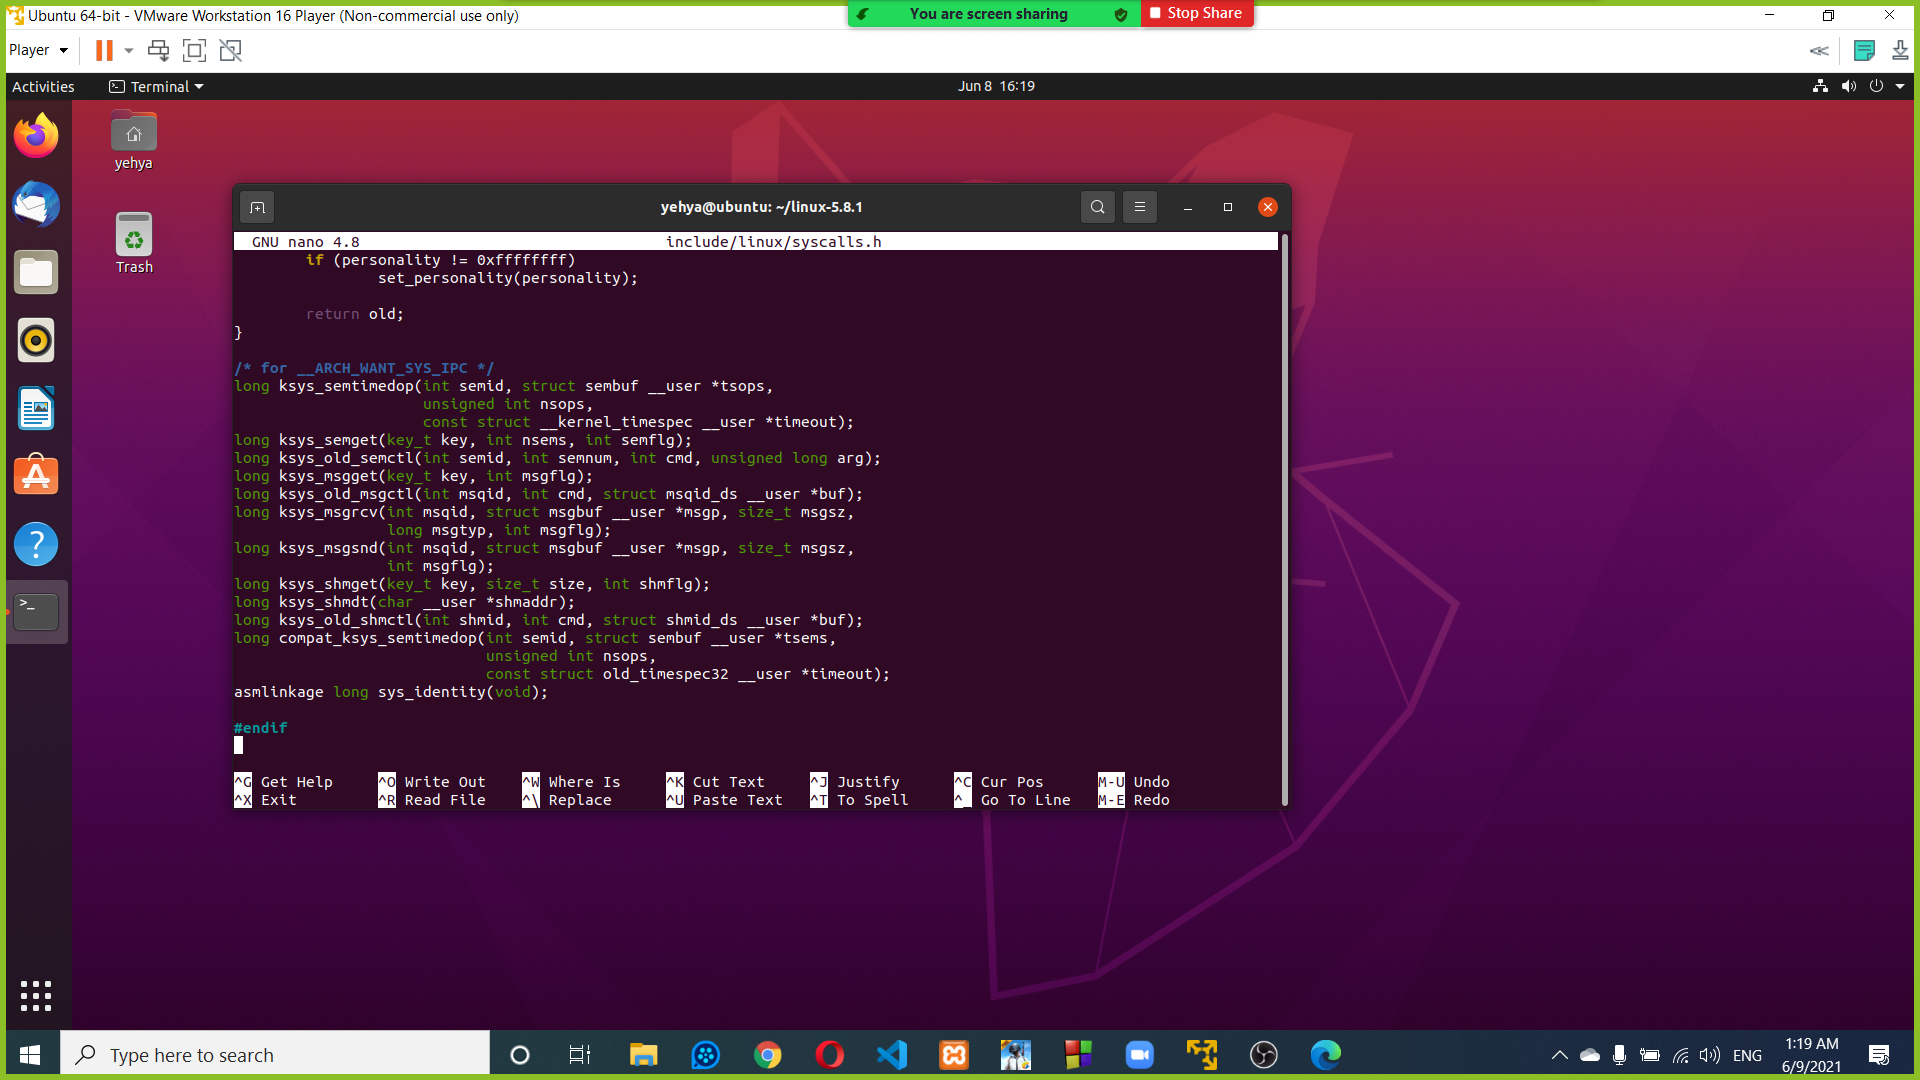 Ubuntu 64-bit - VMware Workstation 16 Player (Non-commercial use only)
You are screen sharing
Stop Share
Player
Activities
Terminal
Jun 8 16:19
yehya
Trash
yehya@ubuntu: ~/linux-5.8.1
GNU nano 4.8 include/linux/syscalls.h
if (personality != 0xffffffff)
set_personality(personality);
return old;
}
/* for __ARCH_WANT_SYS_IPC */
long ksys_semtimedop(int semid, struct sembuf __user *tsops,
unsigned int nsops,
const struct __kernel_timespec __user *timeout);
long ksys_semget(key_t key, int nsems, int semflg);
long ksys_old_semctl(int semid, int semnum, int cmd, unsigned long arg);
long ksys_msgget(key_t key, int msgflg);
long ksys_old_msgctl(int msqid, int cmd, struct msqid_ds __user *buf);
long ksys_msgrcv(int msqid, struct msgbuf __user *msgp, size_t msgsz,
long msgtyp, int msgflg);
long ksys_msgsnd(int msqid, struct msgbuf __user *msgp, size_t msgsz,
int msgflg);
long ksys_shmget(key_t key, size_t size, int shmflg);
long ksys_shmdt(char __user *shmaddr);
long ksys_old_shmctl(int shmid, int cmd, struct shmid_ds __user *buf);
long compat_ksys_semtimedop(int semid, struct sembuf __user *tsems,
unsigned int nsops,
const struct old_timespec32 __user *timeout);
asmlinkage long sys_identity(void);
#endif
^G Get Help ^O Write Out ^W Where Is ^K Cut Text ^J Justify ^C Cur Pos M-U Undo
^X Exit ^R Read File ^\ Replace ^U Paste Text ^T To Spell ^_ Go To Line M-E Redo
Type here to search
ENG
1:19 AM
6/9/2021